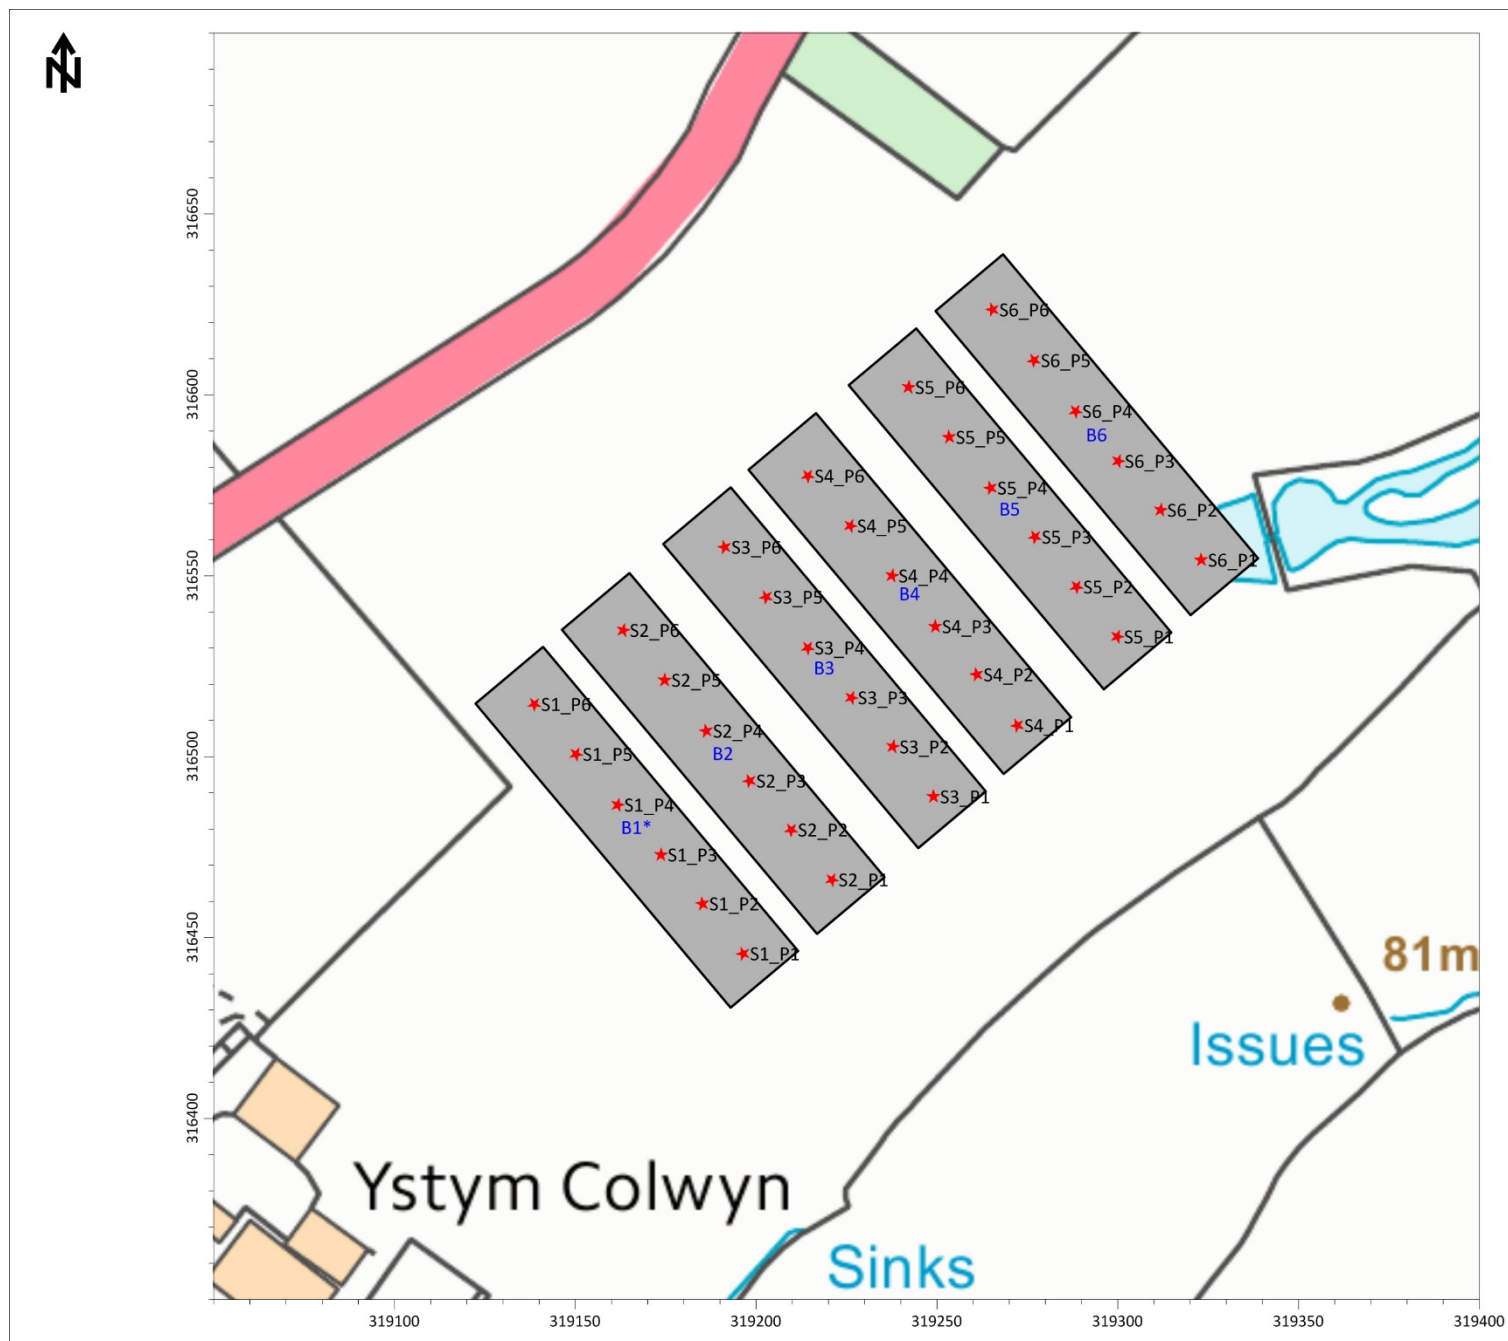 N
316650
316600
316550
316500
316450
316400
S6_P6
S6_P5
S6_P4
B6
S6_P3
S6_P2
S6_P1
S5_P6
S5_P5
S5_P4
B5
S5_P3
S5_P2
S5_P1
S4_P6
S4_P5
S4_P4
B4
S4_P3
S4_P2
S4_P1
S3_P6
S3_P5
S3_P4
B3
S3_P3
S3_P2
S3_P1
S2_P6
S2_P5
S2_P4
B2
S2_P3
S2_P2
S2_P1
S1_P6
S1_P5
S1_P4
B1*
S1_P3
S1_P2
S1_P1
81m
Issues
Ystym Colwyn
Sinks
319100
319150
319200
319250
319300
319350
319400